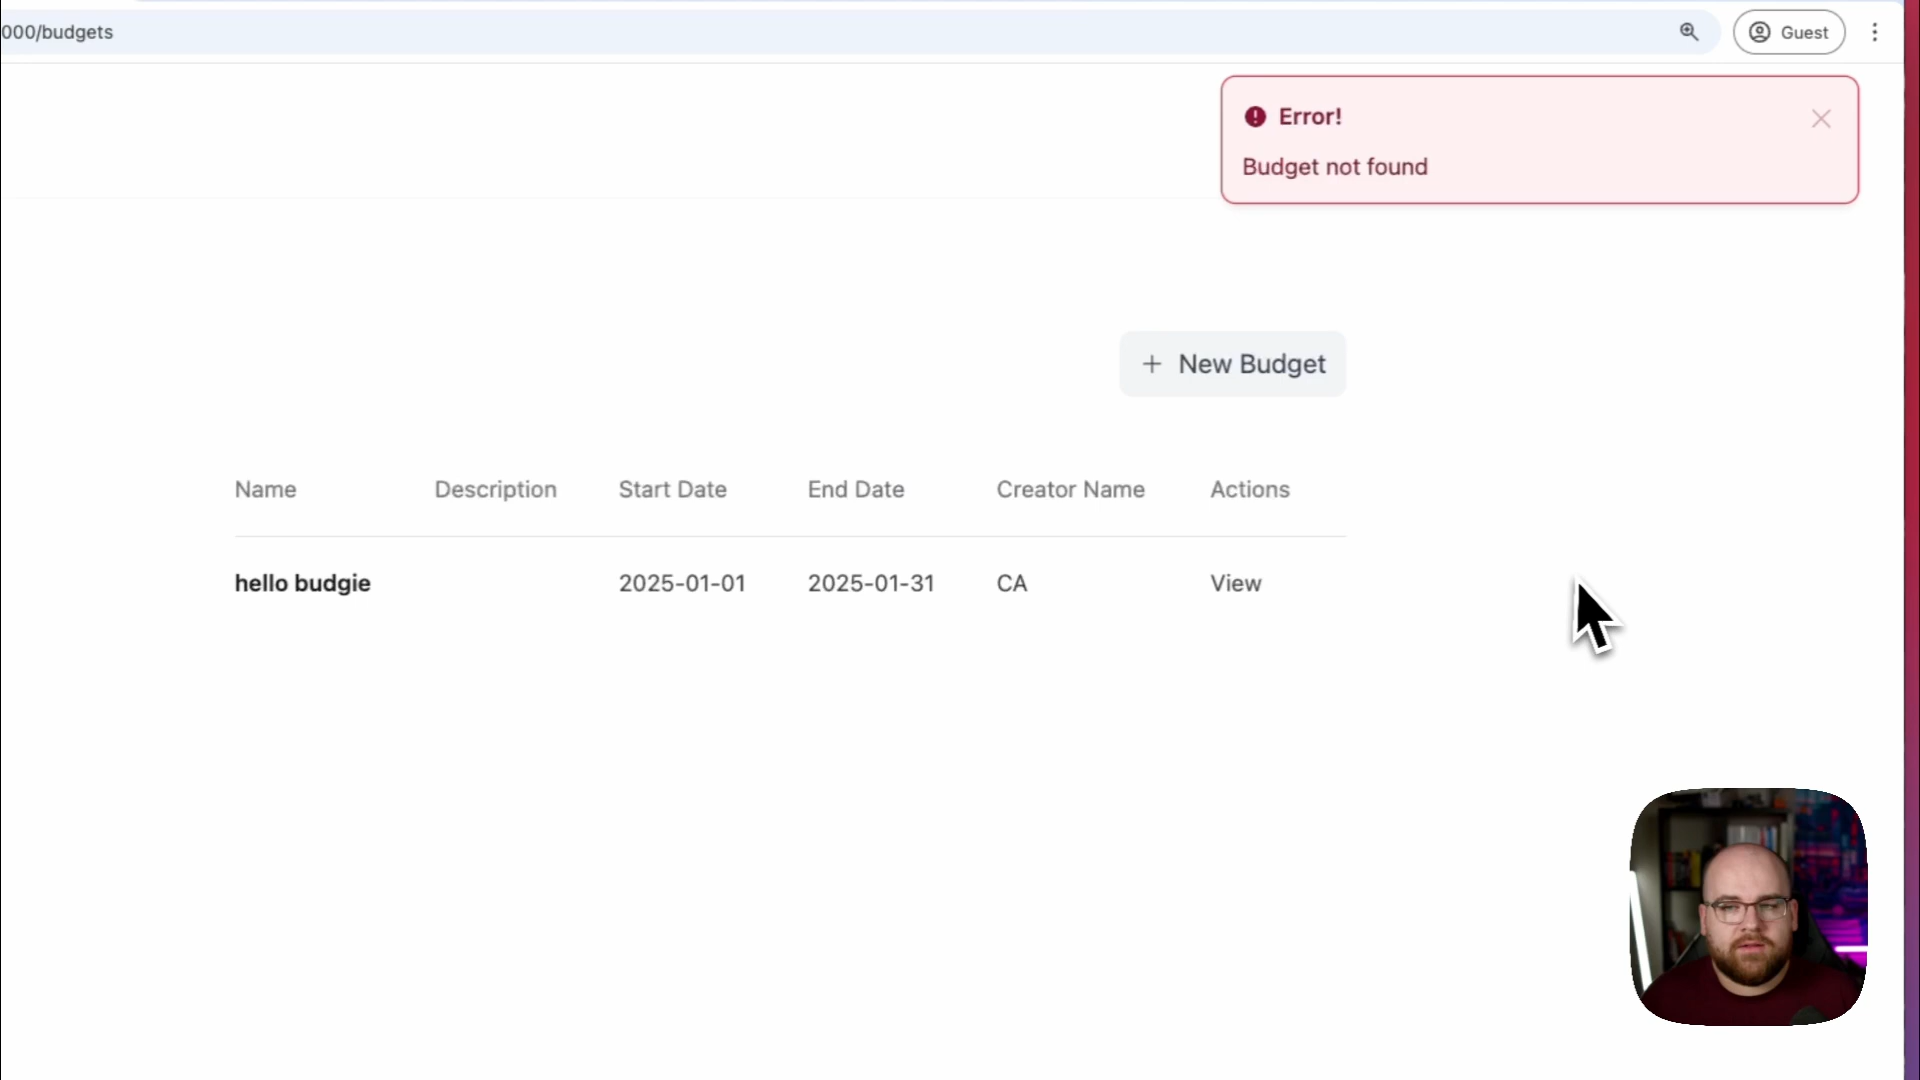 000/budgets
Guest
Error!
Budget not found
+ New Budget
Name Description Start Date End Date Creator Name Actions
hello budgie 2025-01-01 2025-01-31 CA View